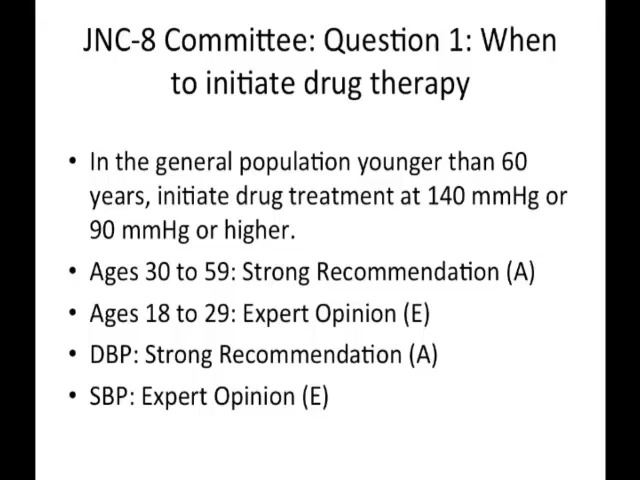 JNC-8 Committee: Question 1: When
to initiate drug therapy
• In the general population younger than 60
years, initiate drug treatment at 140 mmHg or
90 mmHg or higher.
• Ages 30 to 59: Strong Recommendation (A)
• Ages 18 to 29: Expert Opinion (E)
• DBP: Strong Recommendation (A)
• SBP: Expert Opinion (E)